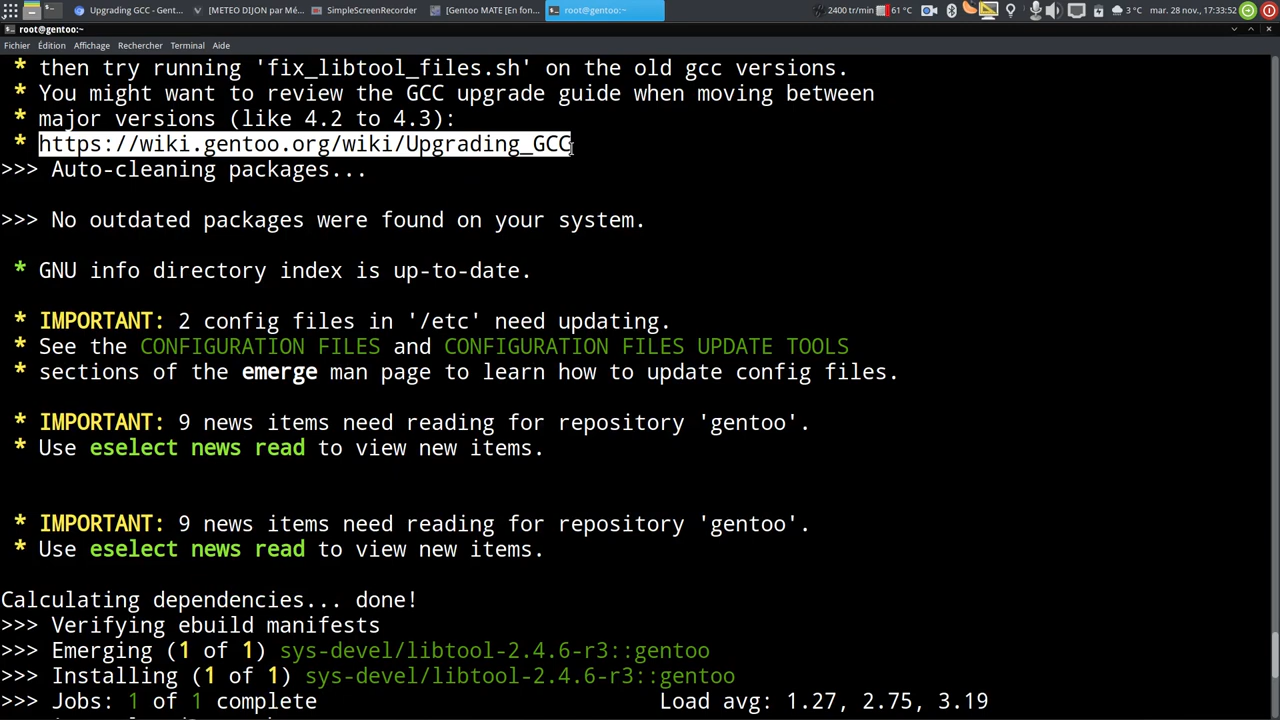 Upgrading GCC - Gent...
[METEO DIJON par Mé...
SimpleScreenRecorder
[Gentoo MATE [En fon...
root@gentoo:~
2400 tr/min
61 °C
3 °C
mar. 28 nov., 17:33:52
root@gentoo:~
Fichier Édition Affichage Rechercher Terminal Aide
* then try running 'fix_libtool_files.sh' on the old gcc versions.
* You might want to review the GCC upgrade guide when moving between
* major versions (like 4.2 to 4.3):
* https://wiki.gentoo.org/wiki/Upgrading_GCC
>>> Auto-cleaning packages...
>>> No outdated packages were found on your system.
* GNU info directory index is up-to-date.
* IMPORTANT: 2 config files in '/etc' need updating.
* See the CONFIGURATION FILES and CONFIGURATION FILES UPDATE TOOLS
* sections of the emerge man page to learn how to update config files.
* IMPORTANT: 9 news items need reading for repository 'gentoo'.
* Use eselect news read to view new items.
* IMPORTANT: 9 news items need reading for repository 'gentoo'.
* Use eselect news read to view new items.
Calculating dependencies... done!
>>> Verifying ebuild manifests
>>> Emerging (1 of 1) sys-devel/libtool-2.4.6-r3::gentoo
>>> Installing (1 of 1) sys-devel/libtool-2.4.6-r3::gentoo
>>> Jobs: 1 of 1 complete Load avg: 1.27, 2.75, 3.19